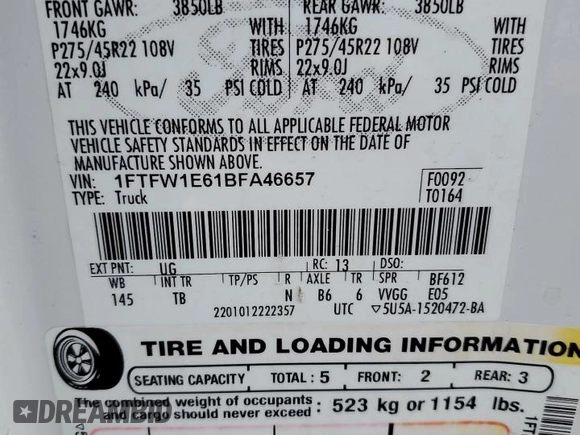 FRONT GAWR: 3850LB REAR GAWR: 3850LB
1746KG WITH 1746KG WITH
P275/45R22 108V TIRES P275/45R22 108V TIRES
22x9.0J RIMS 22x9.0J RIMS
AT 240 kPa/ 35 PSI COLD AT 240 kPa/ 35 PSI COLD
THIS VEHICLE CONFORMS TO ALL APPLICABLE FEDERAL MOTOR
VEHICLE SAFETY STANDARDS IN EFFECT ON THE DATE OF
MANUFACTURE SHOWN ABOVE.
VIN: 1FTFW1E61BFA46657 F0092
TYPE: Truck T0164
EXT PNT: UG RC: 13 DSO:
WB INT TR TP/PS R AXLE TR SPR BF612
145 TB N B6 6 VVGG E05
2201012222357 UTC 5U5A-1520472-BA
TIRE AND LOADING INFORMATION
SEATING CAPACITY TOTAL: 5 FRONT: 2 REAR: 3
The combined weight of occupants
and cargo should never exceed : 523 kg or 1154 lbs.
DREAMBID
1FT